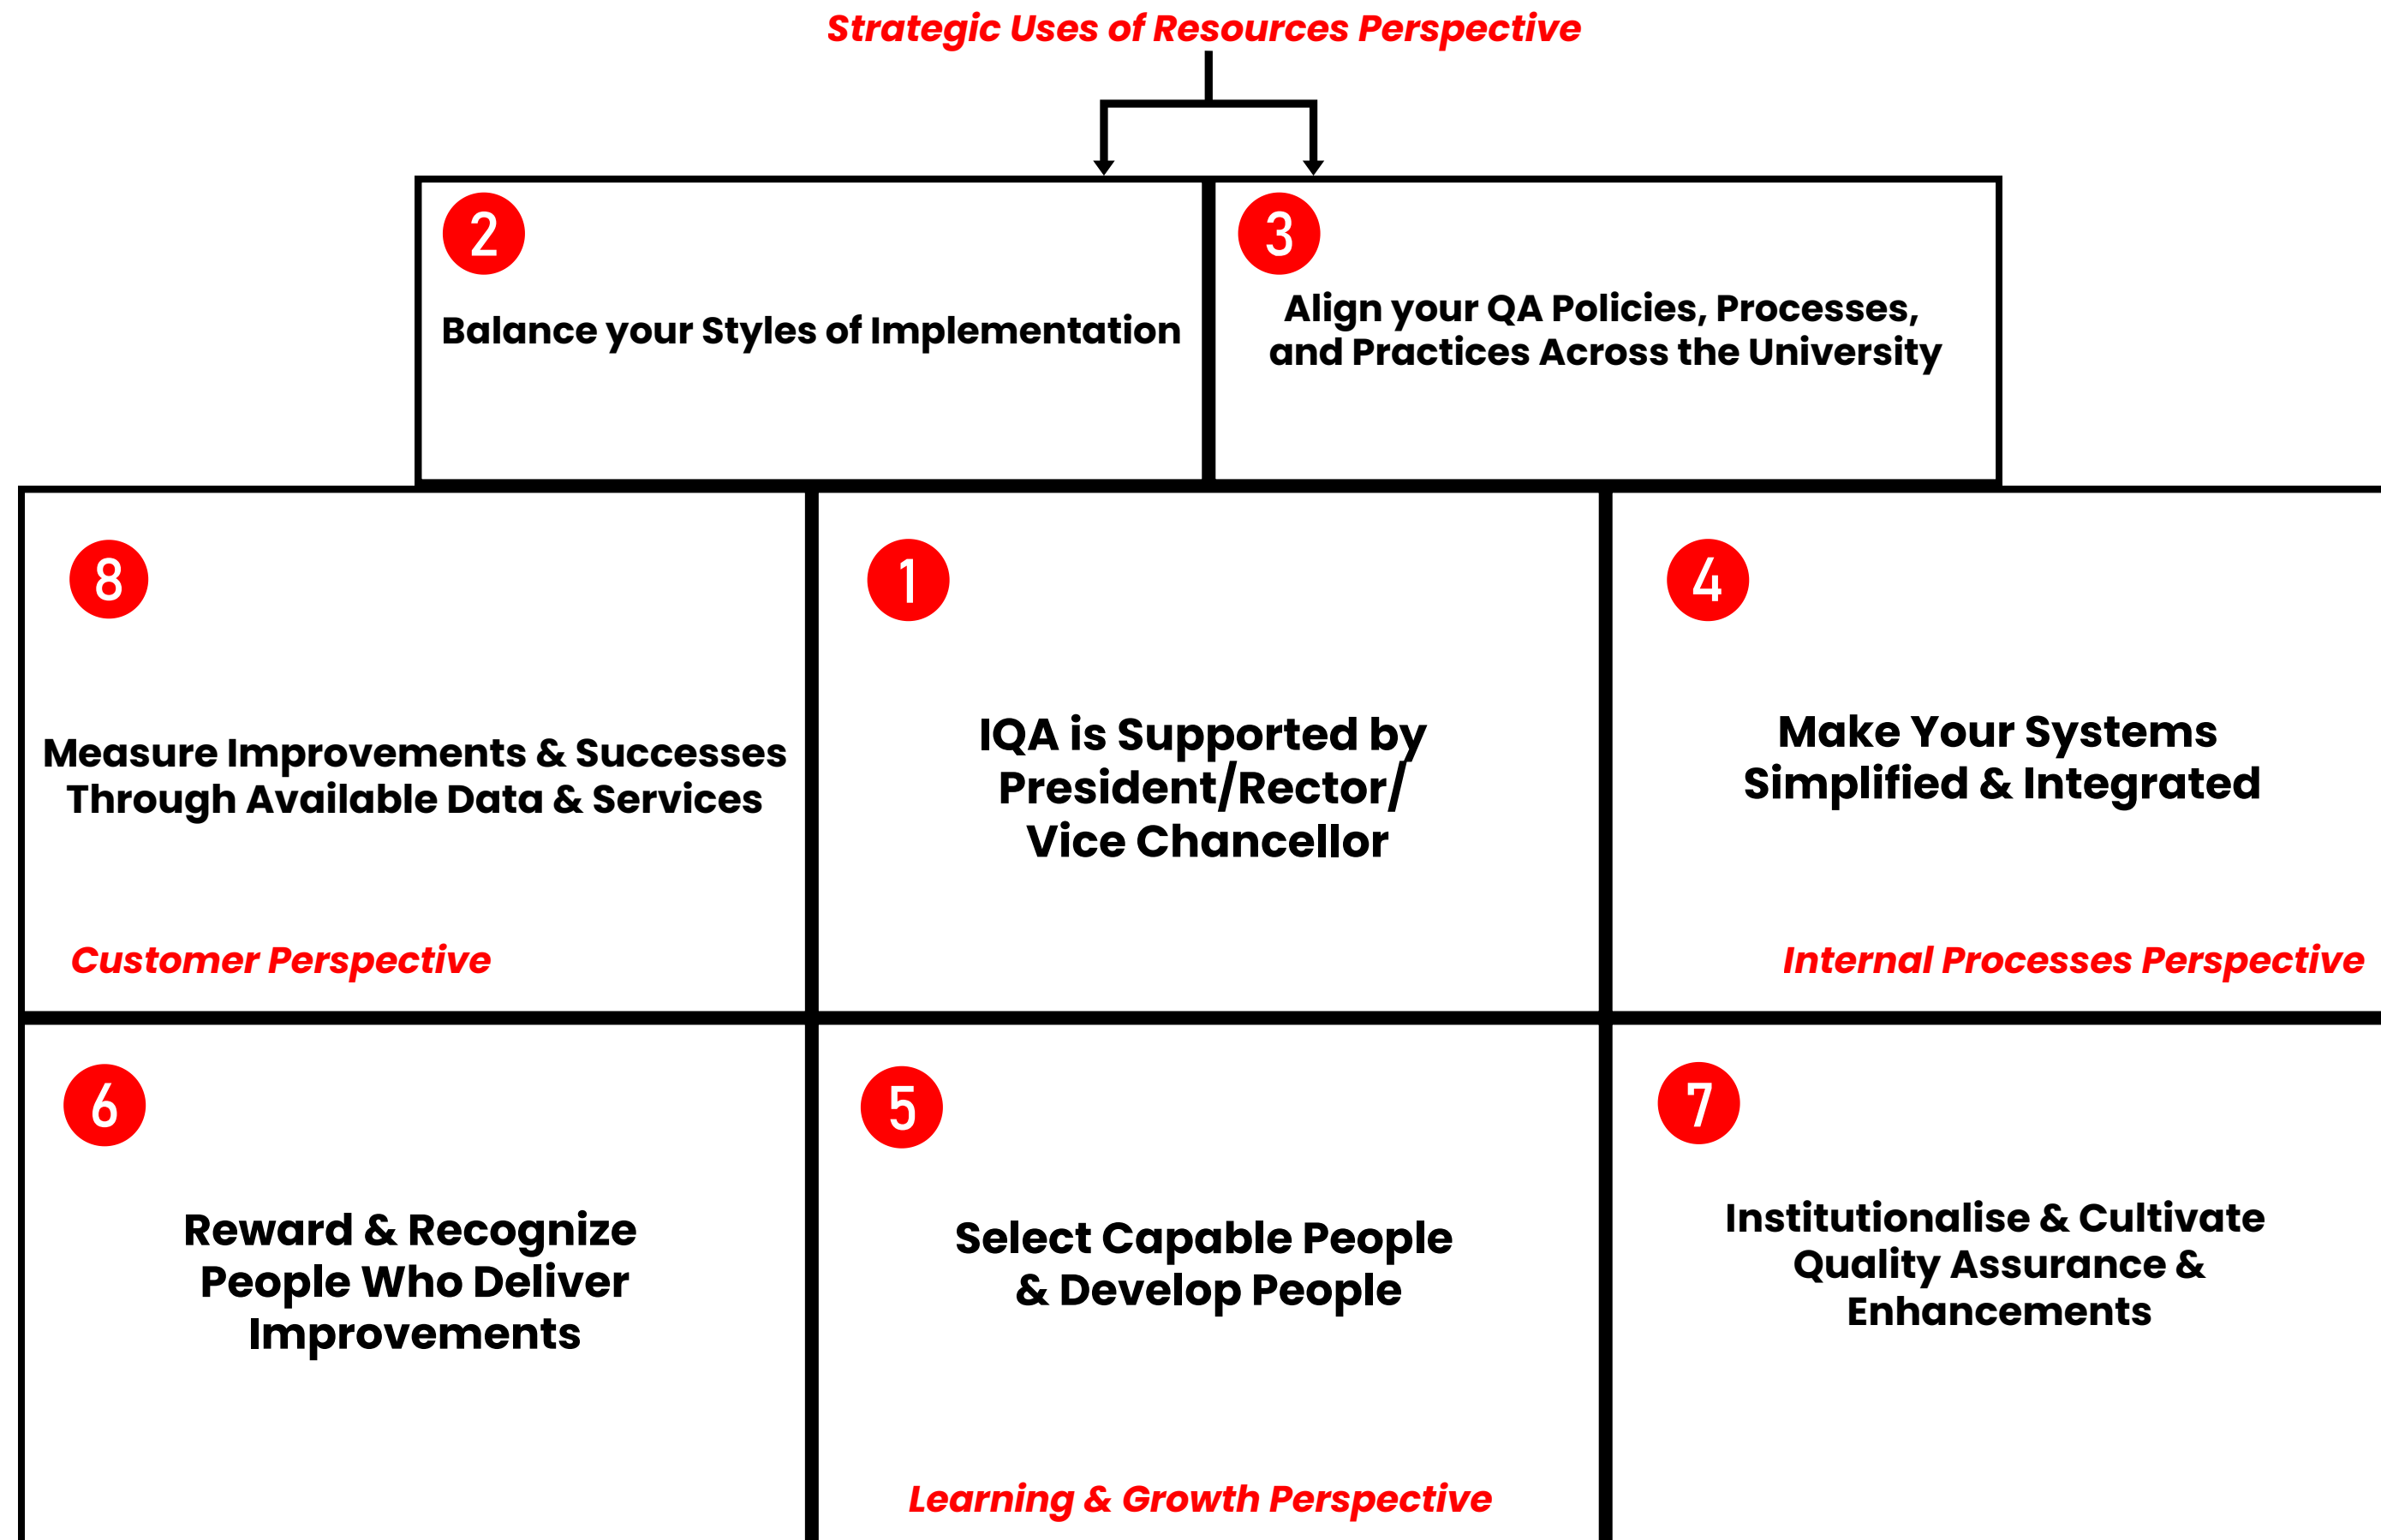 Strategic Uses of Resources Perspective
2
Balance your Styles of Implementation
3
Align your QA Policies, Processes,
and Practices Across the University
8
Measure Improvements & Successes
Through Available Data & Services
Customer Perspective
1
IQA is Supported by
President/Rector/
Vice Chancellor
4
Make Your Systems
Simplified & Integrated
Internal Processes Perspective
6
Reward & Recognize
People Who Deliver
Improvements
5
Select Capable People
& Develop People
Learning & Growth Perspective
7
Institutionalise & Cultivate
Quality Assurance &
Enhancements